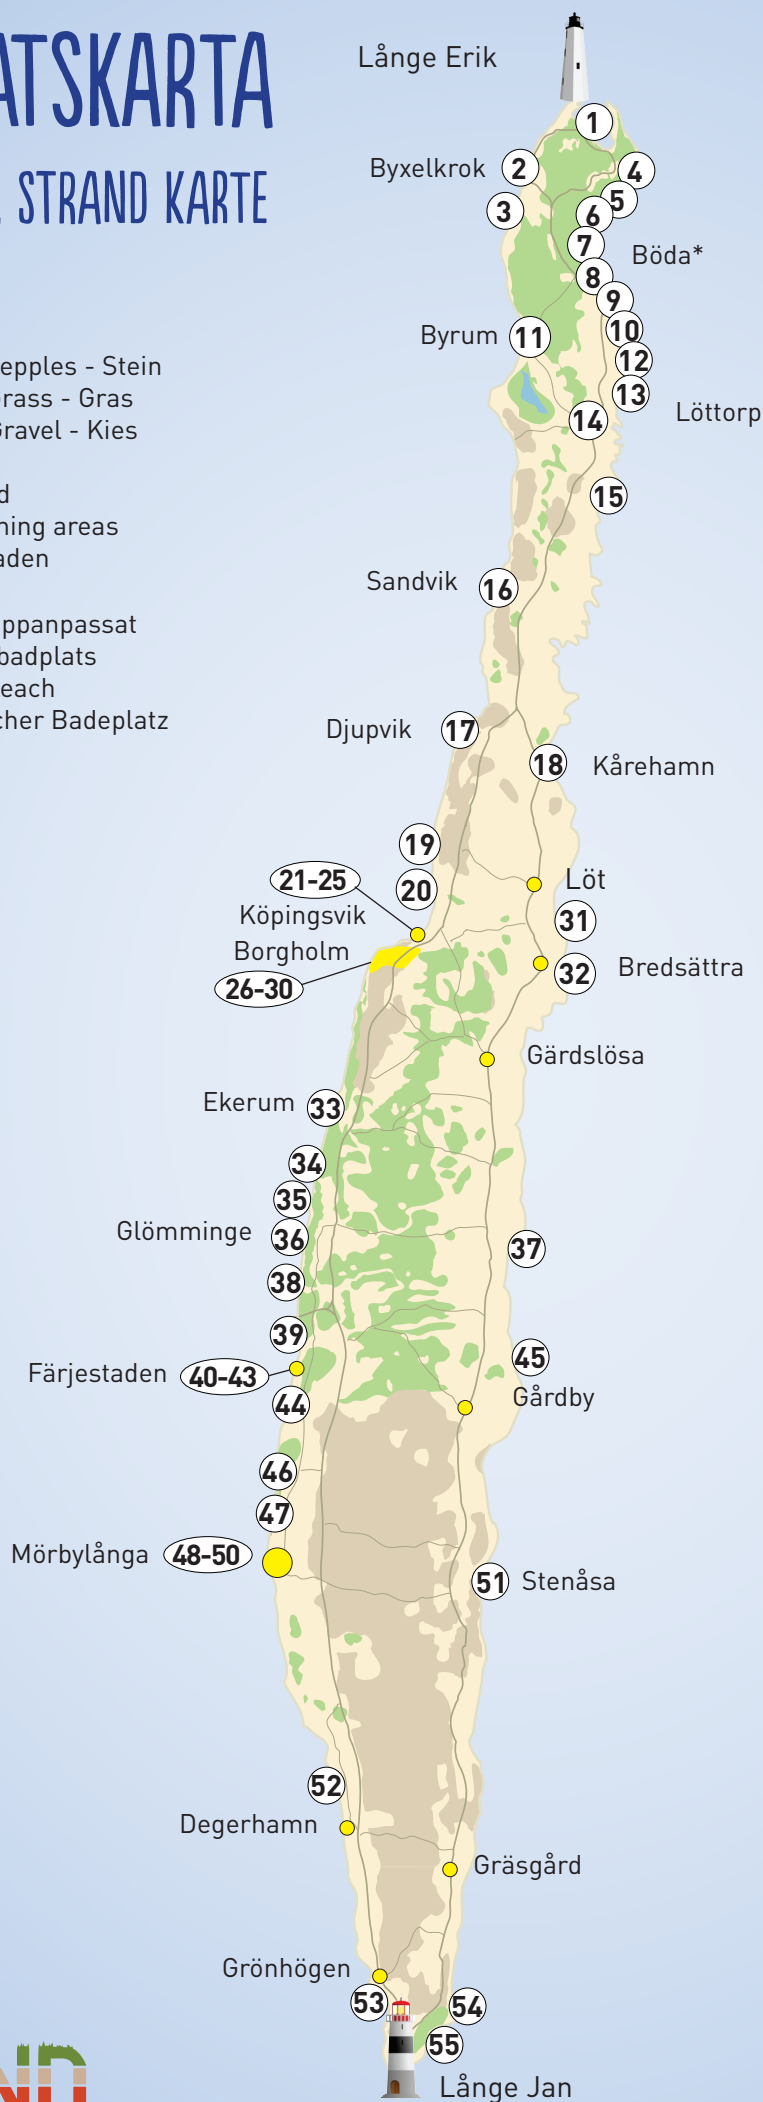 ATSKARTA
STRAND KARTE
epples - Stein
Grass - Gras
Gravel - Kies
d
ning areas
aden
ppanpassat
badplats
each
cher Badeplatz
Långe Erik
1
Byxelkrok 2
4
3
5
6
7
Böda*
8
9
10
Byrum 11
12
13
Löttorp
14
15
Sandvik 16
Djupvik 17
18 Kårehamn
19
21-25
20
Löt
Köpingsvik
31
Borgholm
32 Bredsättra
26-30
Gärdslösa
Ekerum 33
34
35
Glömminge 36
37
38
39
45
Färjestaden 40-43
44
Gårdby
46
47
Mörbylånga 48-50
51 Stenåsa
52
Degerhamn
Gräsgård
Grönhögen
53
54
55
Långe Jan
ND